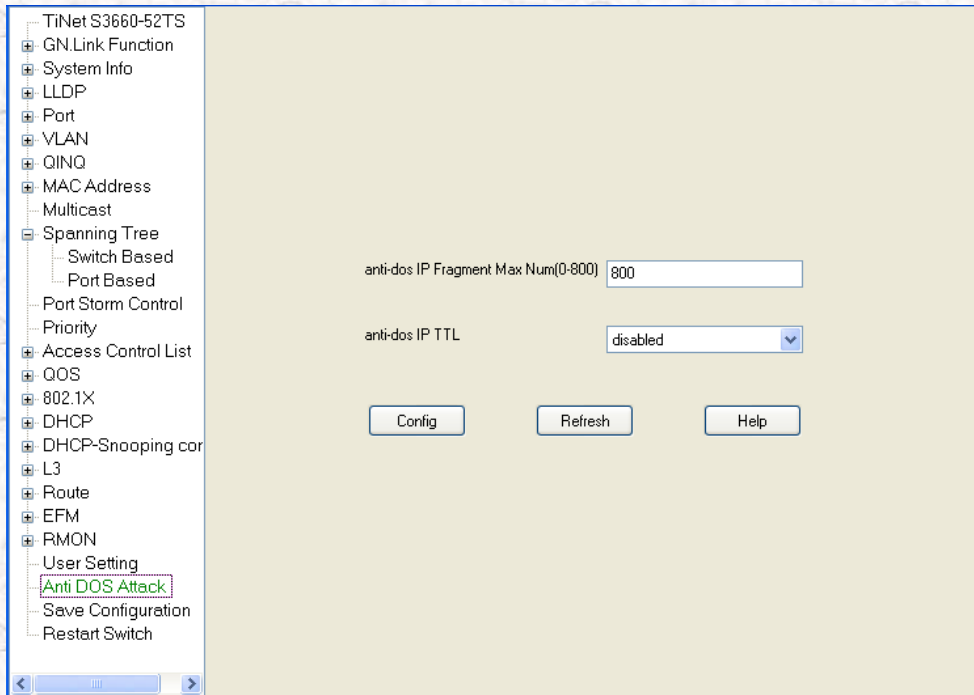 TiNet S3660-52TS
GN.Link Function
System Info
LLDP
Port
VLAN
QINQ
MAC Address
Multicast
Spanning Tree
Switch Based
Port Based
Port Storm Control
Priority
Access Control List
QOS
802.1X
DHCP
DHCP-Snooping cor
L3
Route
EFM
RMON
User Setting
Anti DOS Attack
Save Configuration
Restart Switch
anti-dos IP Fragment Max Num(0-800) 800
anti-dos IP TTL disabled
Config Refresh Help